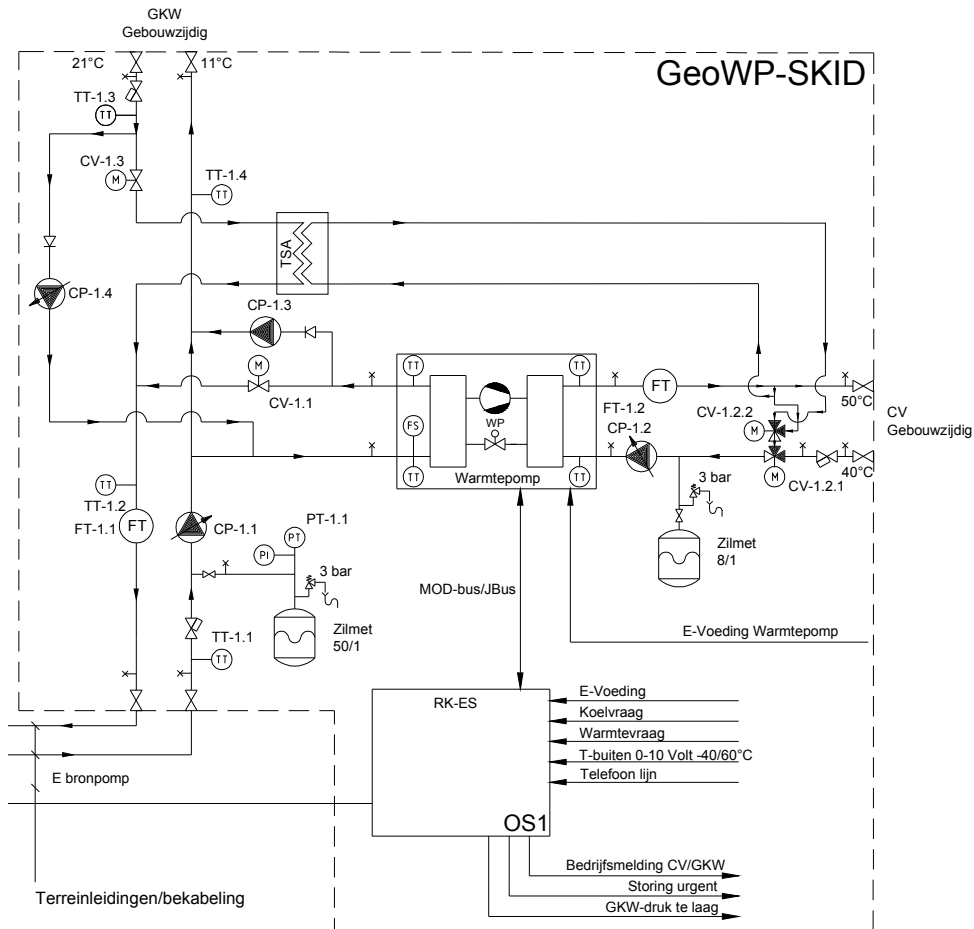 GKW
Gebouwzijdig
21°C
11°C
GeoWP-SKID
TT-1.3
TT
CV-1.3
M
TT-1.4
TT
TSA
CP-1.4
CP-1.3
M
CV-1.1
TT
TT
FS
TT
TT
WP
Warmtepomp
FT-1.2
FT
CP-1.2
CV-1.2.2
M
50°C
CV
Gebouwzijdig
40°C
M
CV-1.2.1
3 bar
Zilmet
8/1
TT
TT-1.2
FT-1.1
FT
CP-1.1
PT-1.1
PT
PI
3 bar
Zilmet
50/1
TT-1.1
TT
MOD-bus/JBus
E-Voeding Warmtepomp
RK-ES
E-Voeding
Koelvraag
Warmtevraag
T-buiten 0-10 Volt -40/60°C
Telefoon lijn
E bronpomp
OS1
Bedrijfsmelding CV/GKW
Storing urgent
GKW-druk te laag
Terreinleidingen/bekabeling